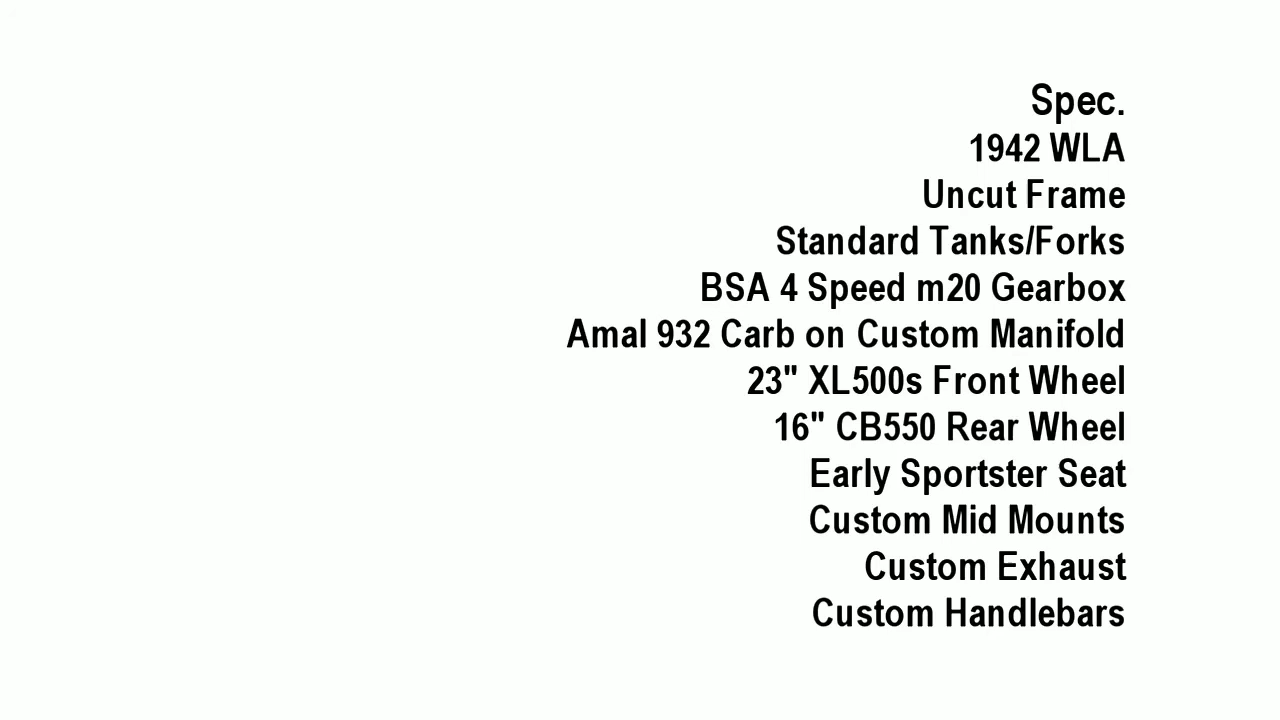 Spec.
1942 WLA
Uncut Frame
Standard Tanks/Forks
BSA 4 Speed m20 Gearbox
Amal 932 Carb on Custom Manifold
23" XL500s Front Wheel
16" CB550 Rear Wheel
Early Sportster Seat
Custom Mid Mounts
Custom Exhaust
Custom Handlebars